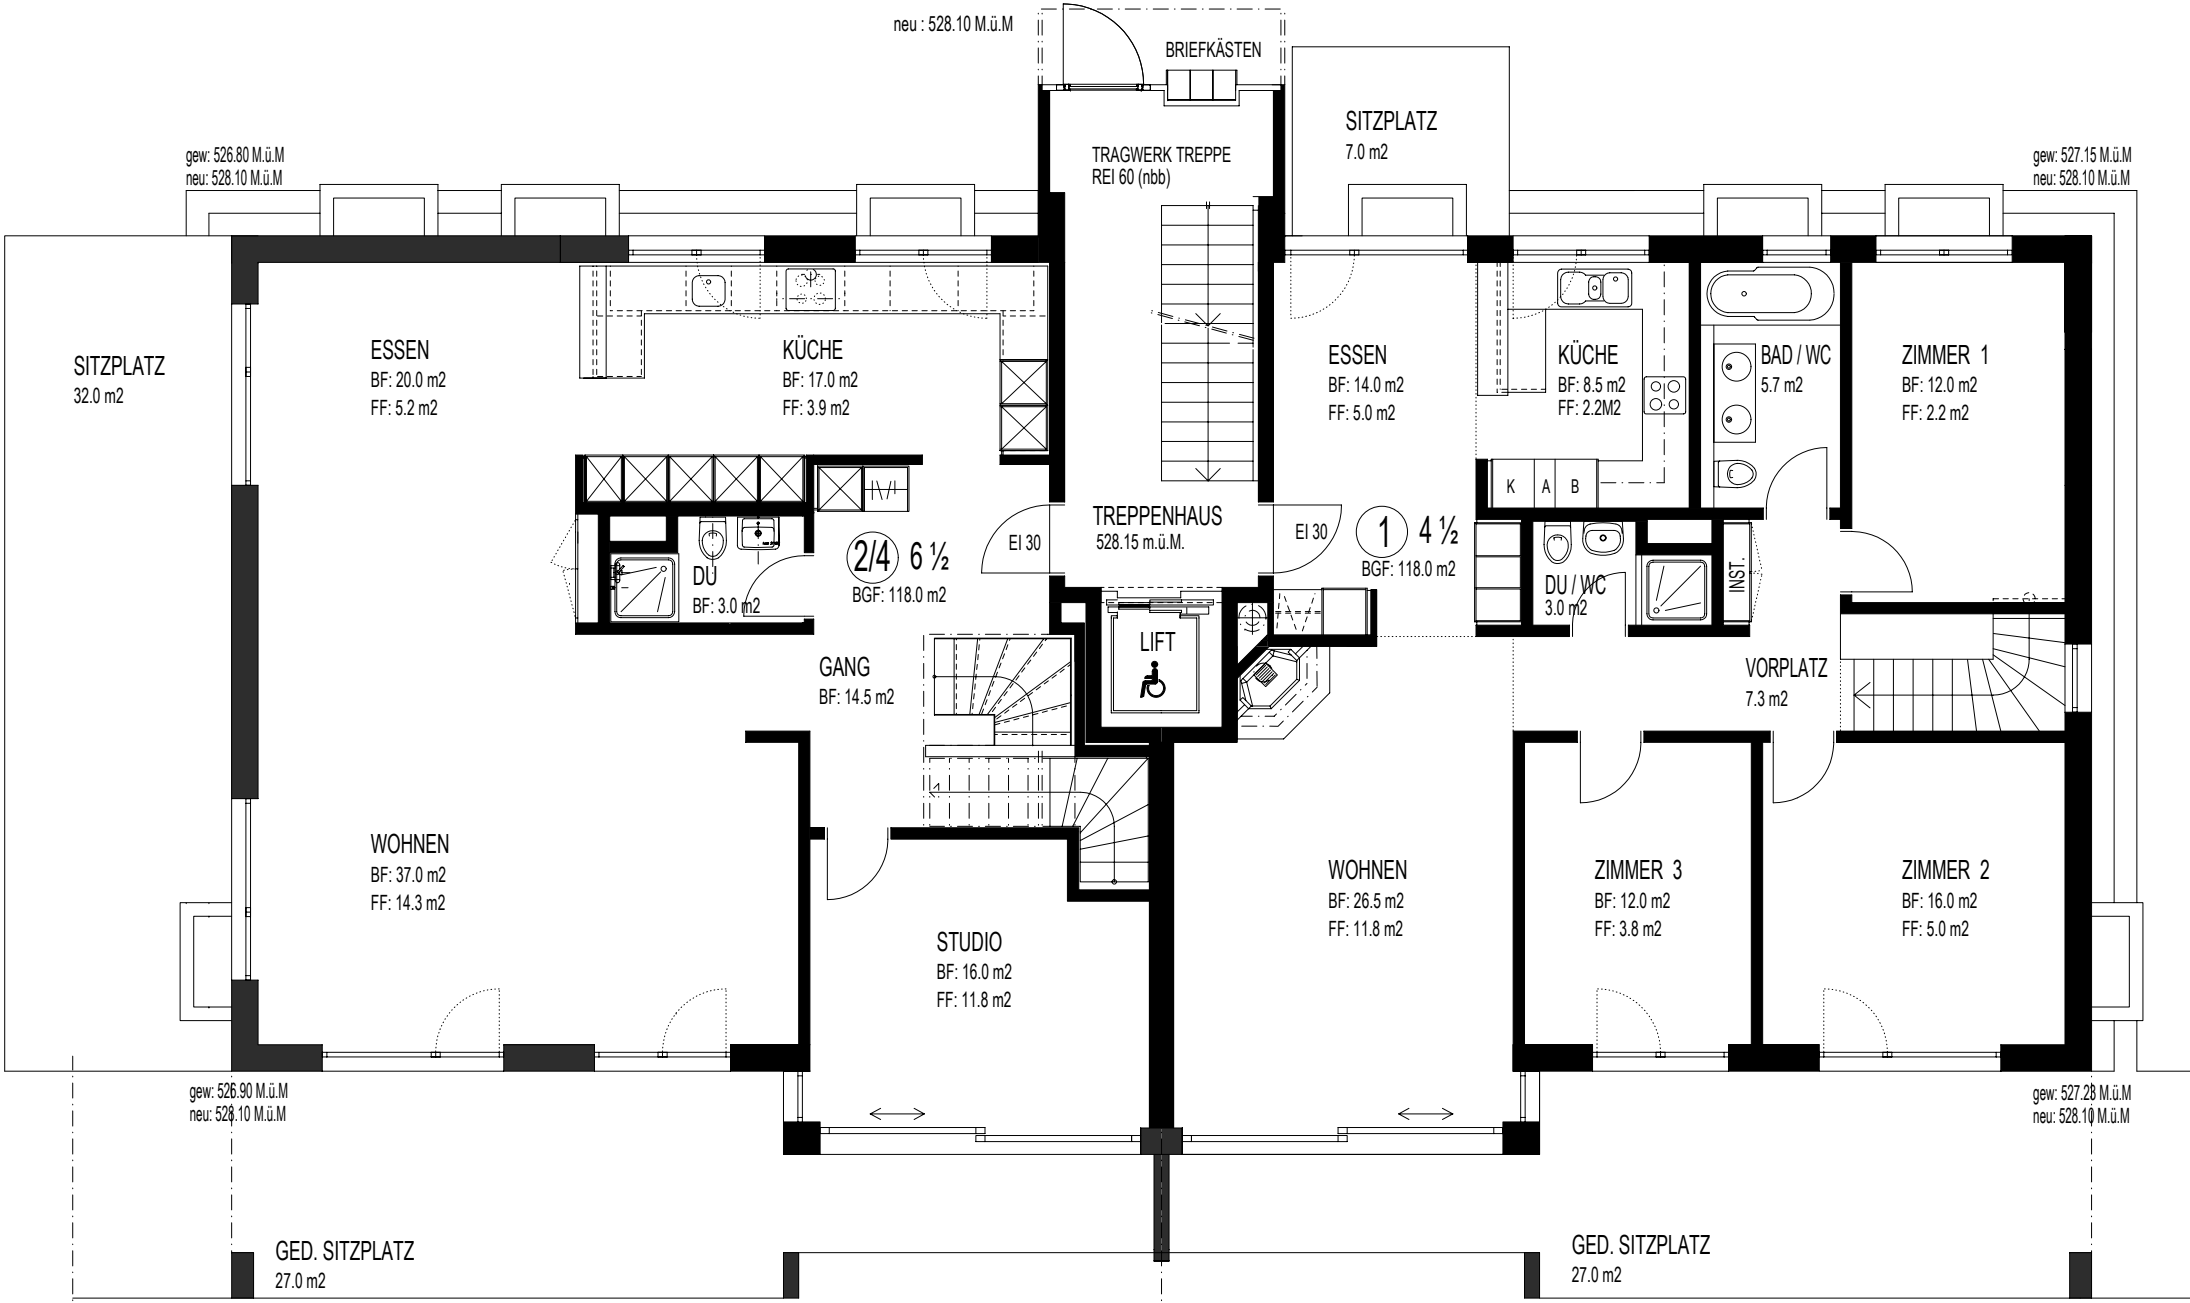 neu : 528.10 M.ü.M
BRIEFKÄSTEN
SITZPLATZ
7.0 m2
TRAGWERK TREPPE
REI 60 (nbb)
gew: 526.80 M.ü.M
neu: 528.10 M.ü.M
gew: 527.15 M.ü.M
neu: 528.10 M.ü.M
SITZPLATZ
32.0 m2
ESSEN
BF: 20.0 m2
FF: 5.2 m2
KÜCHE
BF: 17.0 m2
FF: 3.9 m2
ESSEN
BF: 14.0 m2
FF: 5.0 m2
KÜCHE
BF: 8.5 m2
FF: 2.2M2
BAD / WC
5.7 m2
ZIMMER 1
BF: 12.0 m2
FF: 2.2 m2
K A B
TREPPENHAUS
528.15 m.ü.M.
EI 30
EI 30
2/4 6 ½
BGF: 118.0 m2
1 4 ½
BGF: 118.0 m2
DU
BF: 3.0 m2
DU / WC
3.0 m2
INST.
LIFT
GANG
BF: 14.5 m2
VORPLATZ
7.3 m2
WOHNEN
BF: 37.0 m2
FF: 14.3 m2
STUDIO
BF: 16.0 m2
FF: 11.8 m2
WOHNEN
BF: 26.5 m2
FF: 11.8 m2
ZIMMER 3
BF: 12.0 m2
FF: 3.8 m2
ZIMMER 2
BF: 16.0 m2
FF: 5.0 m2
gew: 526.90 M.ü.M
neu: 528.10 M.ü.M
gew: 527.28 M.ü.M
neu: 528.10 M.ü.M
GED. SITZPLATZ
27.0 m2
GED. SITZPLATZ
27.0 m2